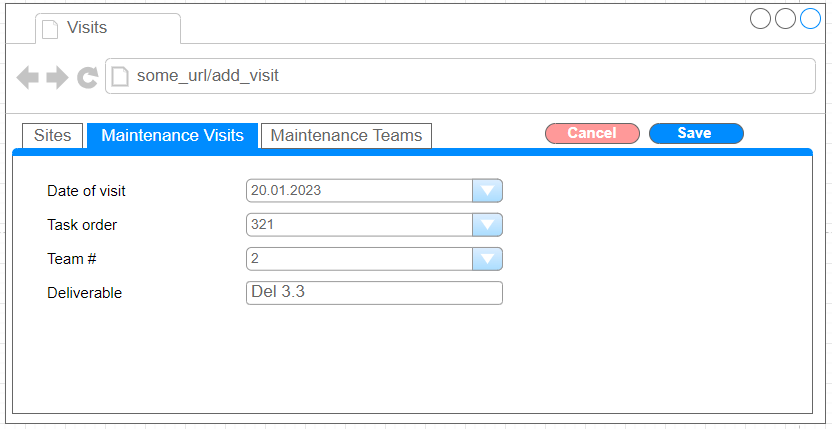 Visits
some_url/add_visit
Sites Maintenance Visits Maintenance Teams Cancel Save
Date of visit 20.01.2023
Task order 321
Team # 2
Deliverable Del 3.3